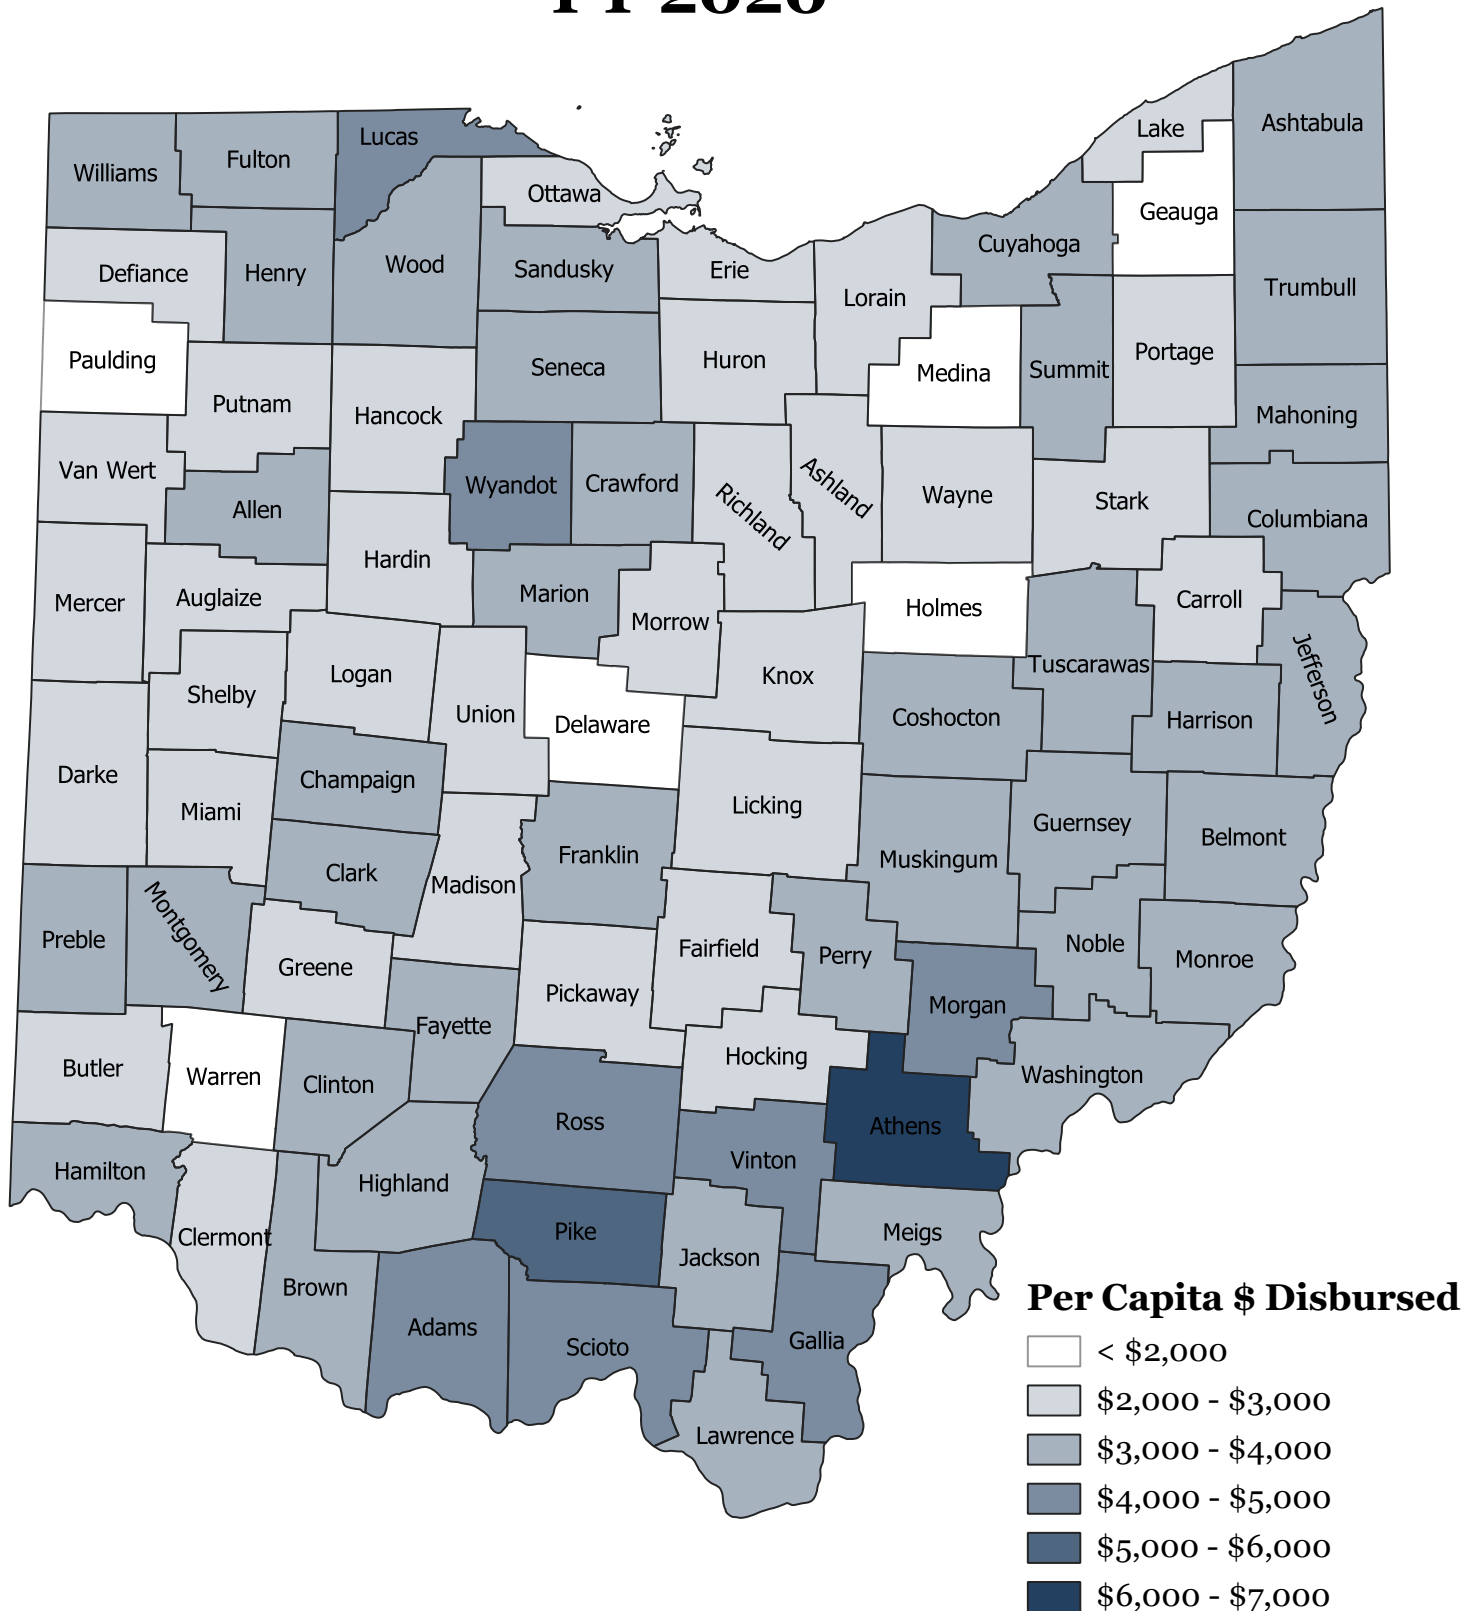 FY 2020
Lucas
Ashtabula
Lake
Fulton
Williams
Ottawa
Geauga
Cuyahoga
Wood
Sandusky
Erie
Defiance
Henry
Trumbull
Lorain
Portage
Paulding
Huron
Seneca
Summit
Medina
Putnam
Hancock
Mahoning
Van Wert
Wyandot
Crawford
Ashland
Wayne
Stark
Allen
Richland
Columbiana
Hardin
Marion
Auglaize
Mercer
Carroll
Holmes
Morrow
Tuscarawas
Logan
Knox
Jefferson
Shelby
Union
Coshocton
Harrison
Delaware
Darke
Champaign
Licking
Miami
Guernsey
Belmont
Franklin
Muskingum
Clark
Madison
Preble
Montgomery
Fairfield
Noble
Perry
Monroe
Greene
Pickaway
Morgan
Fayette
Hocking
Butler
Warren
Clinton
Washington
Ross
Athens
Vinton
Hamilton
Highland
Pike
Meigs
Clermont
Jackson
Brown
Adams
Gallia
Scioto
Lawrence
Per Capita $ Disbursed
< $2,000
$2,000 - $3,000
$3,000 - $4,000
$4,000 - $5,000
$5,000 - $6,000
$6,000 - $7,000